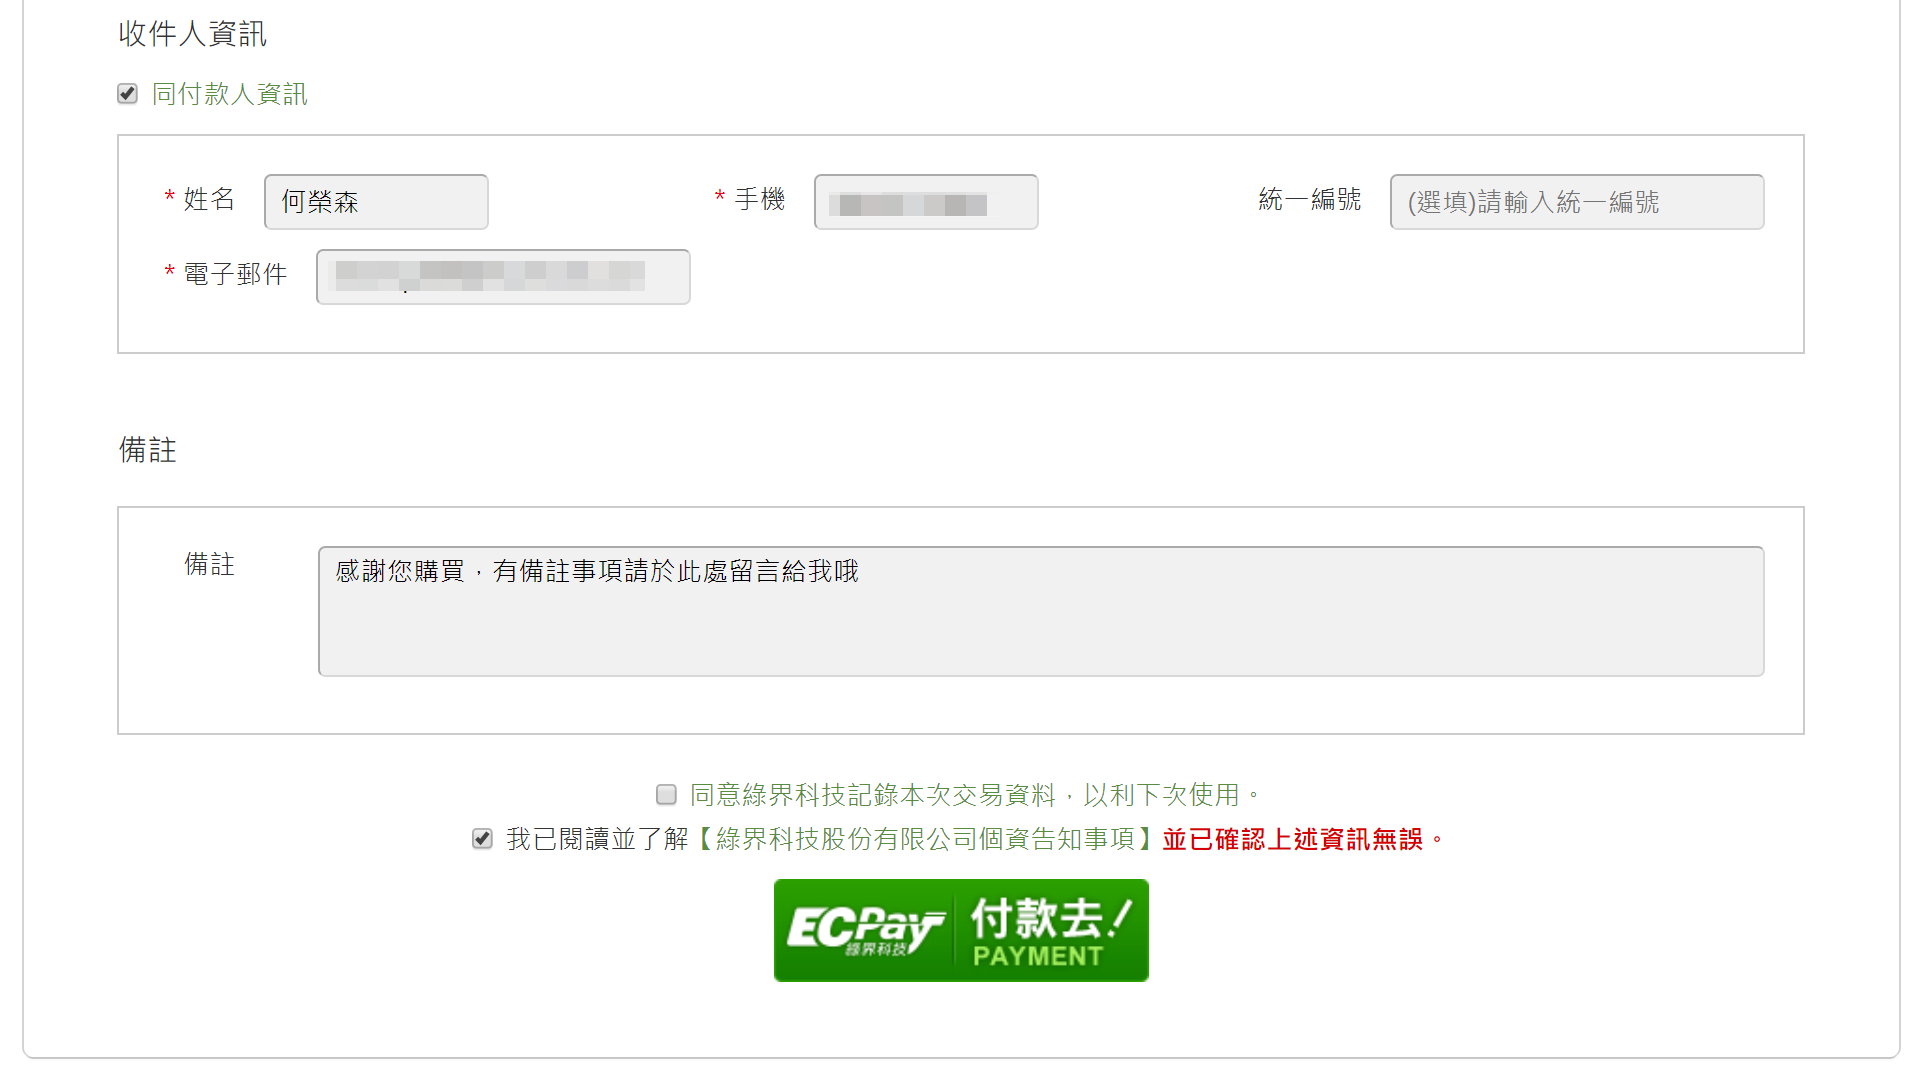 收件人資訊
同付款人資訊
* 姓名 何榮森 * 手機 統一編號 (選填)請輸入統一編號
* 電子郵件
備註
備註 感謝您購買，有備註事項請於此處留言給我哦
同意綠界科技記錄本次交易資料，以利下次使用。
我已閱讀並了解【綠界科技股份有限公司個資告知事項】並已確認上述資訊無誤。
ECPay 綠界科技 付款去！
PAYMENT